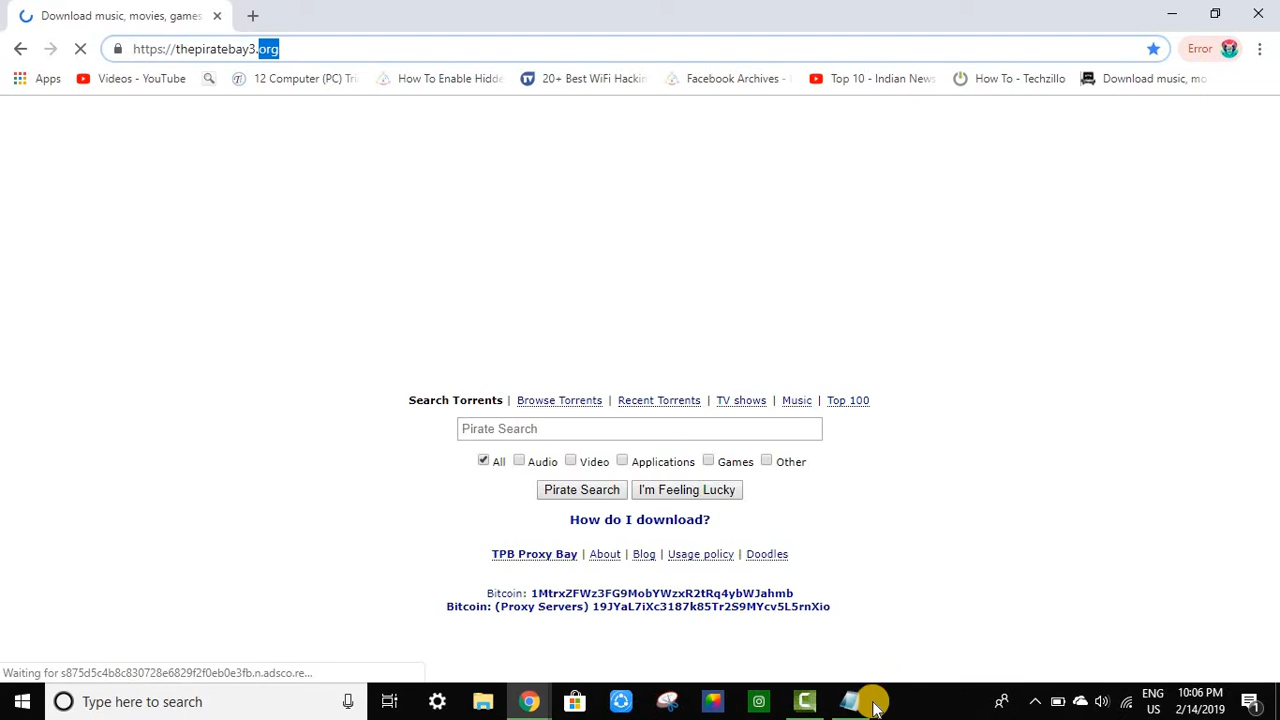 Download music, movies, games
https://thepiratebay3.org
Error
Apps
Videos - YouTube
12 Computer (PC) Tri
How To Enable Hidde
20+ Best WiFi Hackin
Facebook Archives -
Top 10 - Indian News
How To - Techzillo
Download music, mo
Search Torrents | Browse Torrents | Recent Torrents | TV shows | Music | Top 100
Pirate Search
All Audio Video Applications Games Other
Pirate Search I'm Feeling Lucky
How do I download?
TPB Proxy Bay | About | Blog | Usage policy | Doodles
Bitcoin: 1MtrxZFWz3FG9MobYWzxR2tRq4ybWJahmb
Bitcoin: (Proxy Servers) 19JYaL7iXc3187k85Tr2S9MYcv5L5rnXio
Waiting for s875d5c4b8c830728e6829f2f0eb0e3fb.n.adsco.re...
Type here to search
ENG
US
10:06 PM
2/14/2019
1